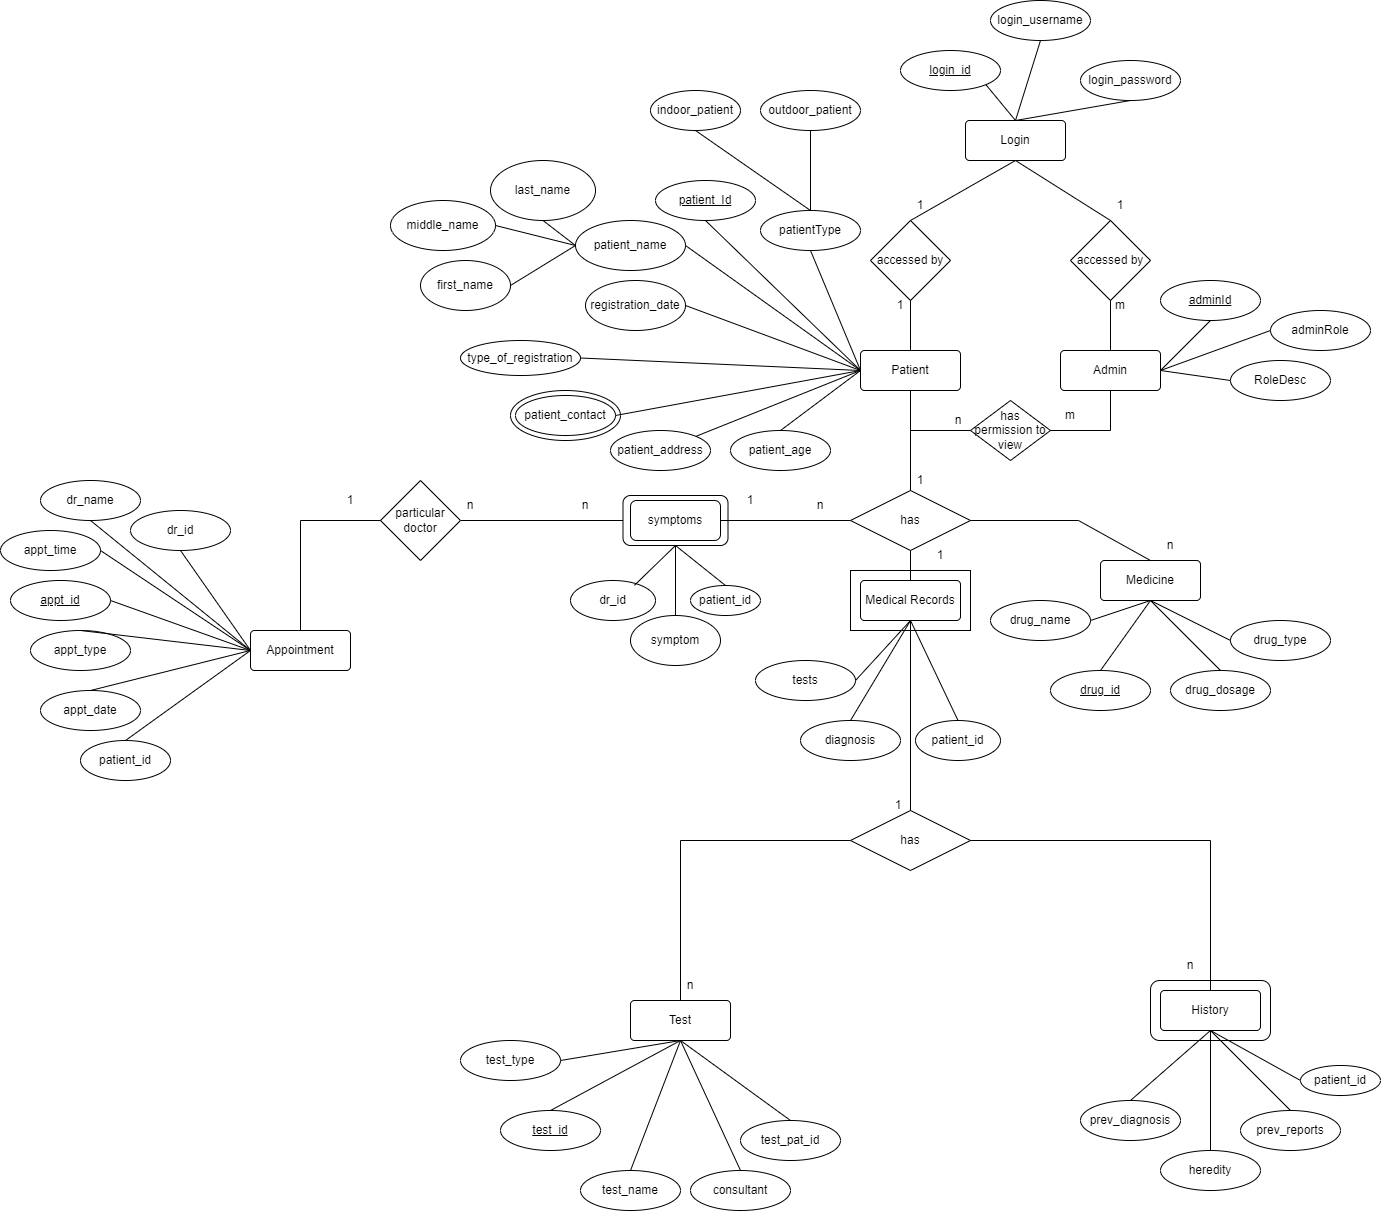 login_username
login_id
login_password
indoor_patient
outdoor_patient
Login
last_name
patient_Id
middle_name
patient_name
patientType
1
1
accessed by
accessed by
first_name
registration_date
1
m
adminId
adminRole
type_of_registration
Patient
Admin
RoleDesc
patient_contact
n
has
permission to
view
m
patient_address
patient_age
1
dr_name
1
particular
doctor
n
n
symptoms
1
n
has
dr_id
appt_time
1
n
Medicine
appt_id
dr_id
patient_id
Medical Records
drug_name
symptom
drug_type
appt_type
Appointment
tests
drug_id
drug_dosage
appt_date
diagnosis
patient_id
patient_id
1
has
n
n
Test
History
test_type
patient_id
test_id
test_pat_id
prev_diagnosis
prev_reports
test_name
consultant
heredity